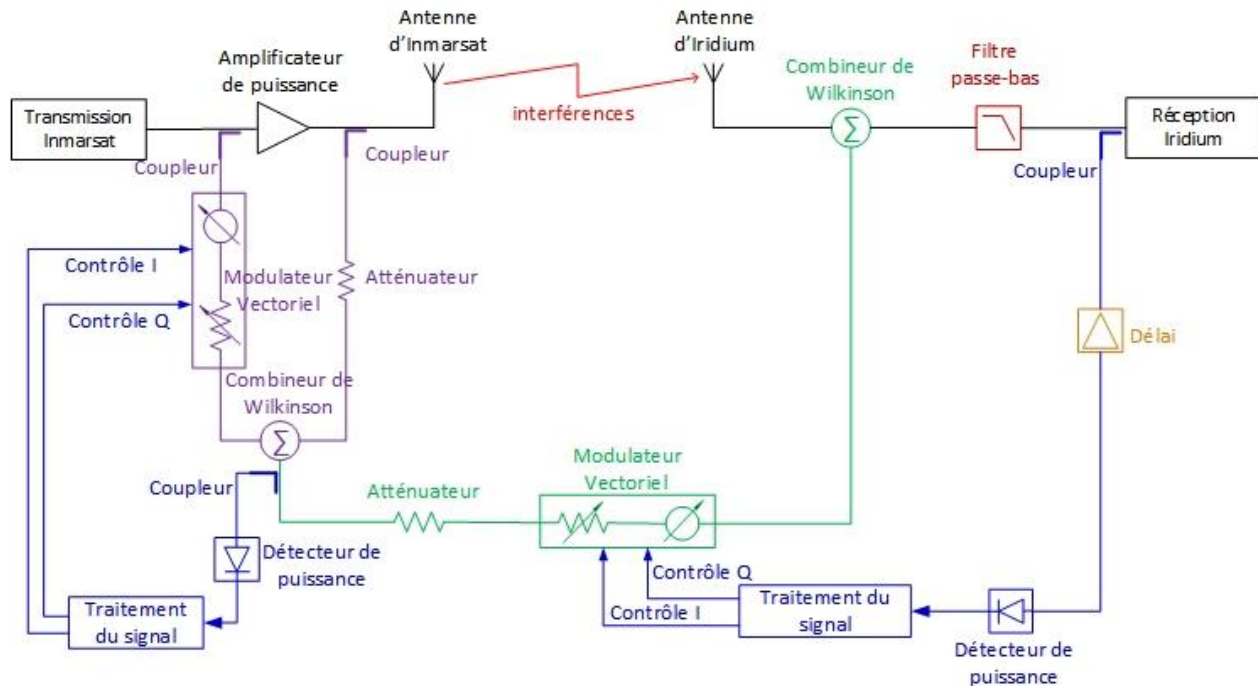 Antenne
d'Inmarsat
Antenne
d'Iridium
Amplificateur
de puissance
Combineur de
Wilkinson
Filtre
passe-bas
Transmission
Inmarsat
interférences
Σ
Réception
Iridium
Coupleur
Coupleur
Coupleur
Contrôle I
Modulateur
Vectoriel
Atténuateur
Contrôle Q
Délai
Combineur de
Wilkinson
Σ
Coupleur
Atténuateur
Modulateur
Vectoriel
Détecteur de
puissance
Contrôle Q
Contrôle I
Traitement
du signal
Traitement du
signal
Détecteur de
puissance